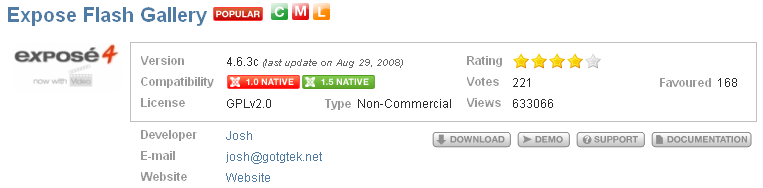 Expose Flash Gallery POPULAR C M L
exposé 4
now with Video
Version 4.6.3c (last update on Aug 29, 2008) Rating
Compatibility 1.0 NATIVE 1.5 NATIVE Votes 221 Favoured 168
License GPLv2.0 Type Non-Commercial Views 633066
Developer Josh DOWNLOAD DEMO SUPPORT DOCUMENTATION
E-mail josh@gotgtek.net
Website Website